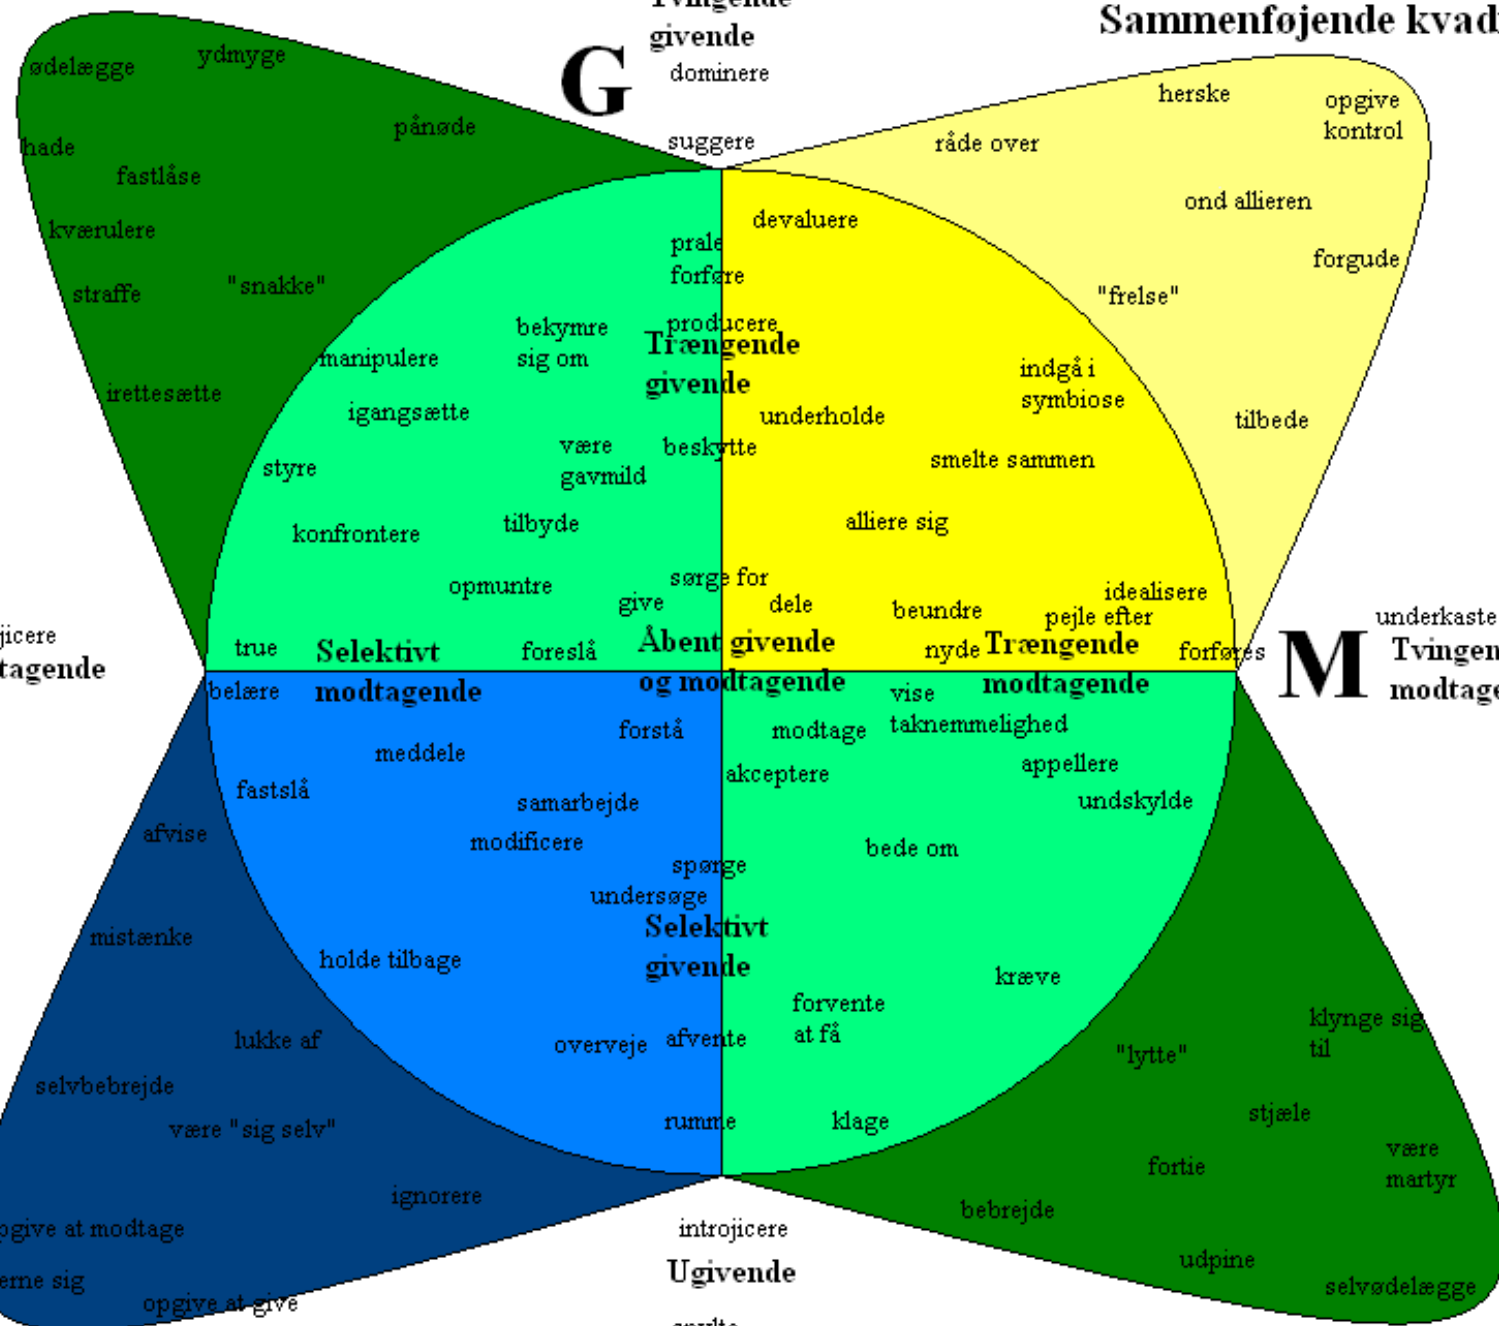 Tvingende
givende
Sammenføjende
G
dominere
suggere
ødelægge
ydmyge
pånøde
hade
fastlåse
kværulere
straffe
"snakke"
irettesætte
herske
opgive
kontrol
råde over
ond allieren
forgude
"frelse"
tilbede
prale
forføre
producere
Trængende
givende
bekymre
sig om
manipulere
igangsætte
være
gavmild
beskytte
styre
konfrontere
tilbyde
opmuntre
sørge for
give
true
Selektivt
modtagende
foreslå
Åbent givende
og modtagende
devaluere
indgå i
symbiose
underholde
smelte sammen
alliere sig
dele
beundre
idealisere
pejle efter
nyde
Trængende
modtagende
forføres
M
underkaste
modtagende
belære
forstå
meddele
fastslå
samarbejde
modificere
spørge
undersøge
Selektivt
givende
holde tilbage
overveje
afvente
rumme
vise
taknemmelighed
modtage
akceptere
appellere
undskylde
bede om
kræve
forvente
at få
klage
afvise
mistænke
lukke af
selvbebrejde
være "sig selv"
ignorere
opgive at modtage
opgive at give
introjicere
Ugivende
klynge sig
til
"lytte"
stjæle
være
martyr
fortie
bebrejde
udpine
selvødelægge